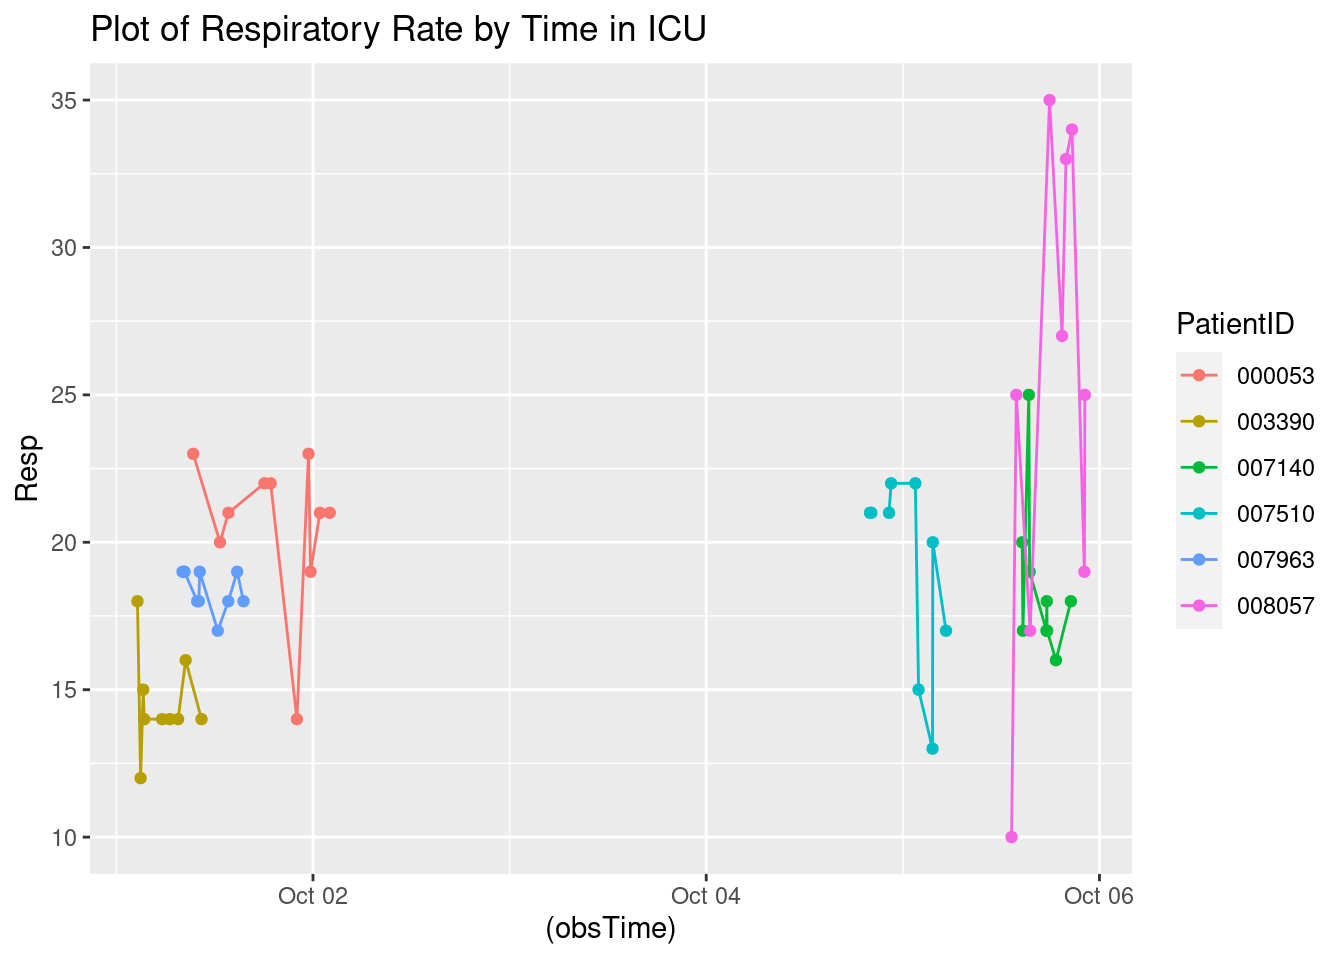 Plot of Respiratory Rate by Time in ICU
35
30
25
20
15
10
Resp
Oct 02
Oct 04
Oct 06
(obsTime)
PatientID
000053
003390
007140
007510
007963
008057